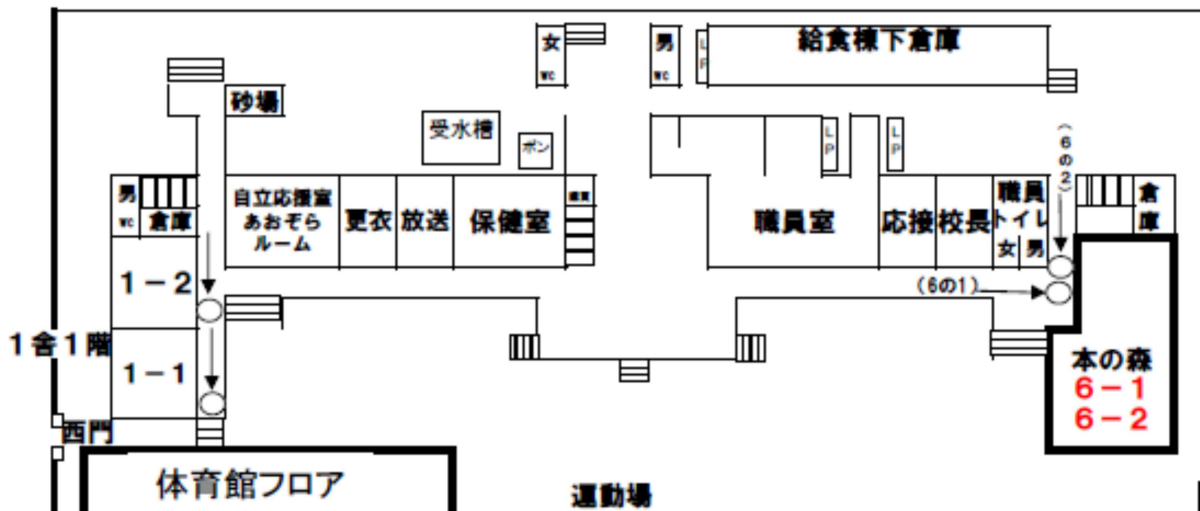 女
WC
男
WC
LP
給食棟下倉庫
砂場
受水槽
ポン
LP
LP
(6の2)
男
WC
倉庫
自立応援室
あおぞら
ルーム
更衣
放送
保健室
職員室
応接
校長
職員
トイレ
女
男
倉庫
1-2
(6の1)
1舎1階
1-1
本の森
6-1
6-2
西門
体育館フロア
運動場